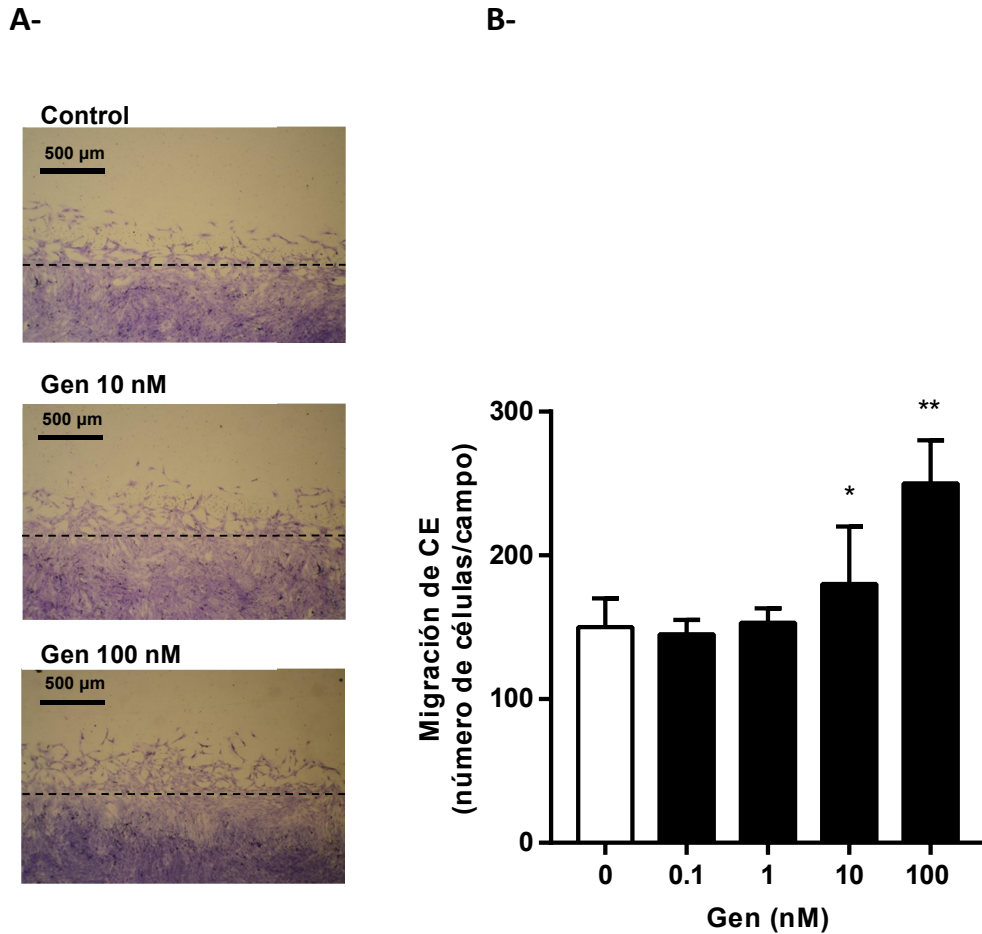 A-
B-
Control
500 µm
Gen 10 nM
500 µm
Gen 100 nM
500 µm
Migración de CE
(número de células/campo)
300
200
100
0
*
**
0 0.1 1 10 100
Gen (nM)